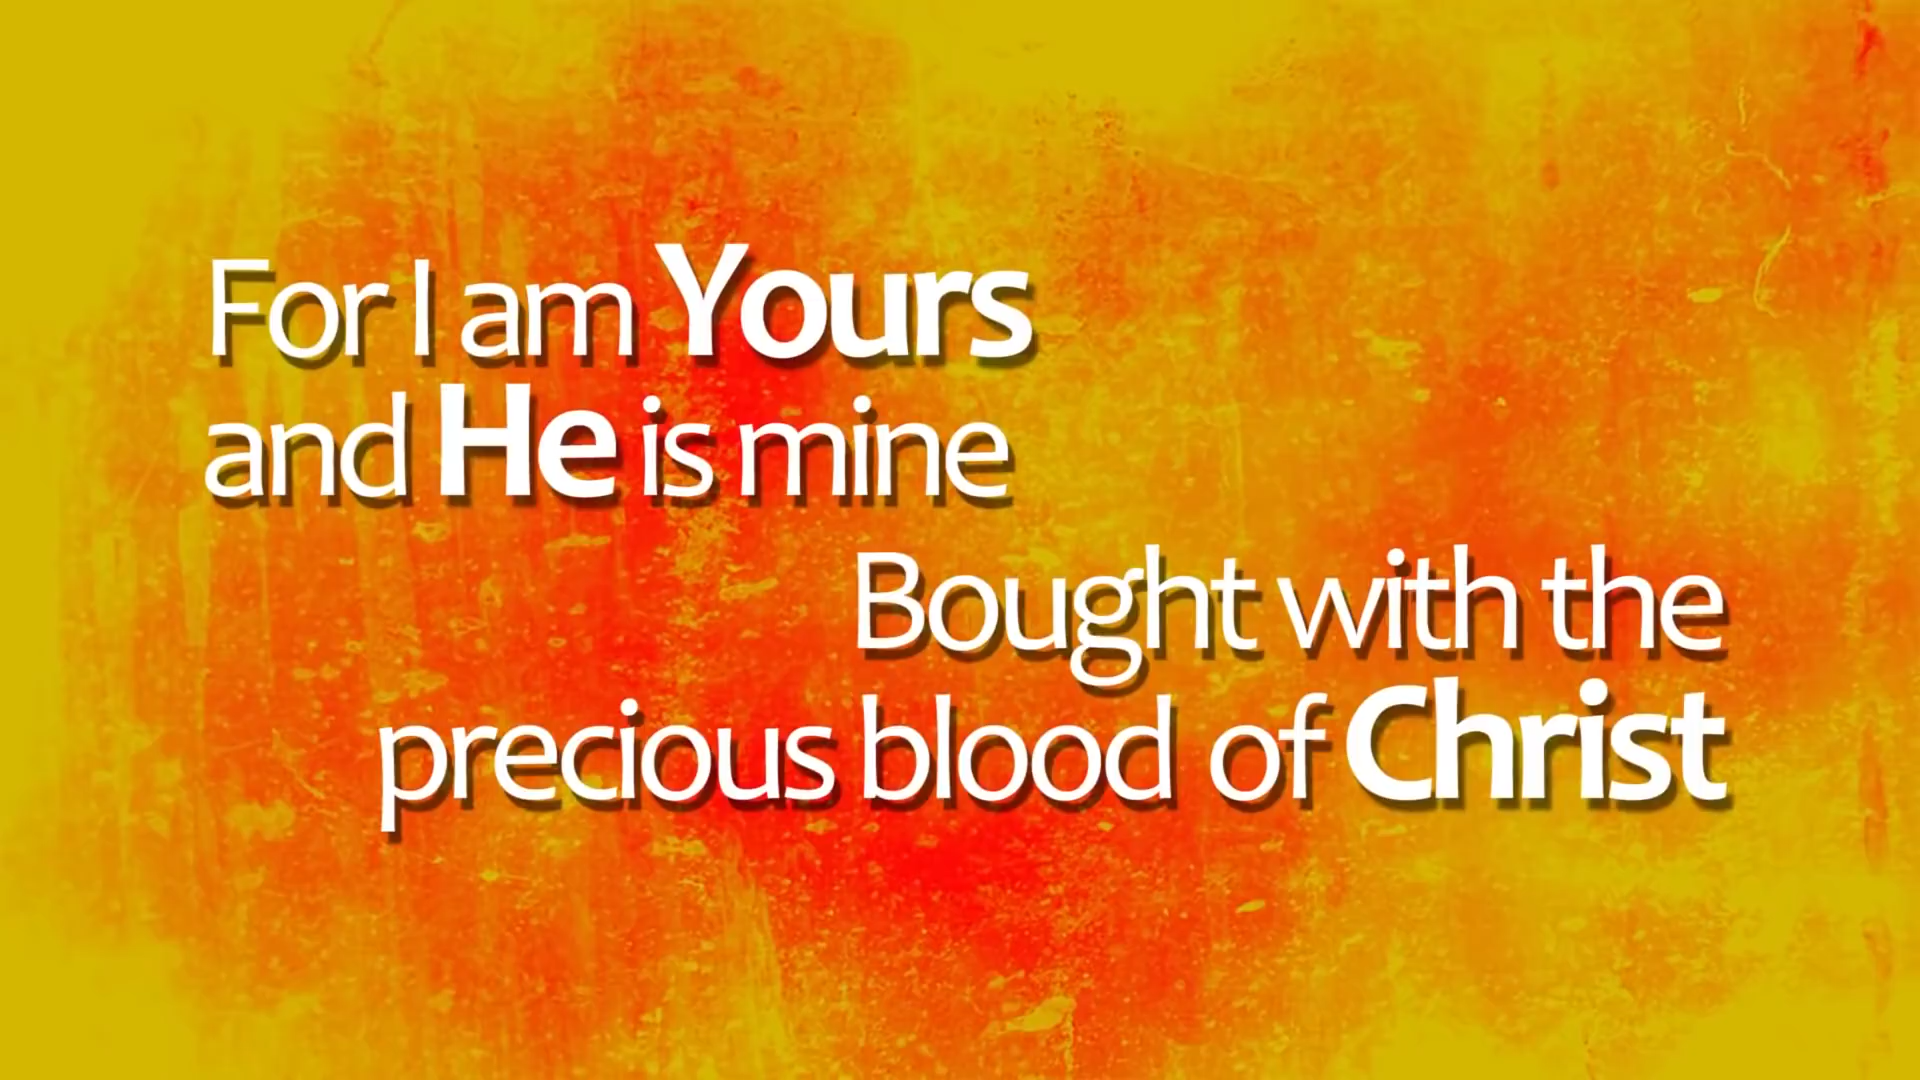 For I am Yours
and He is mine
Bought with the
precious blood of Christ